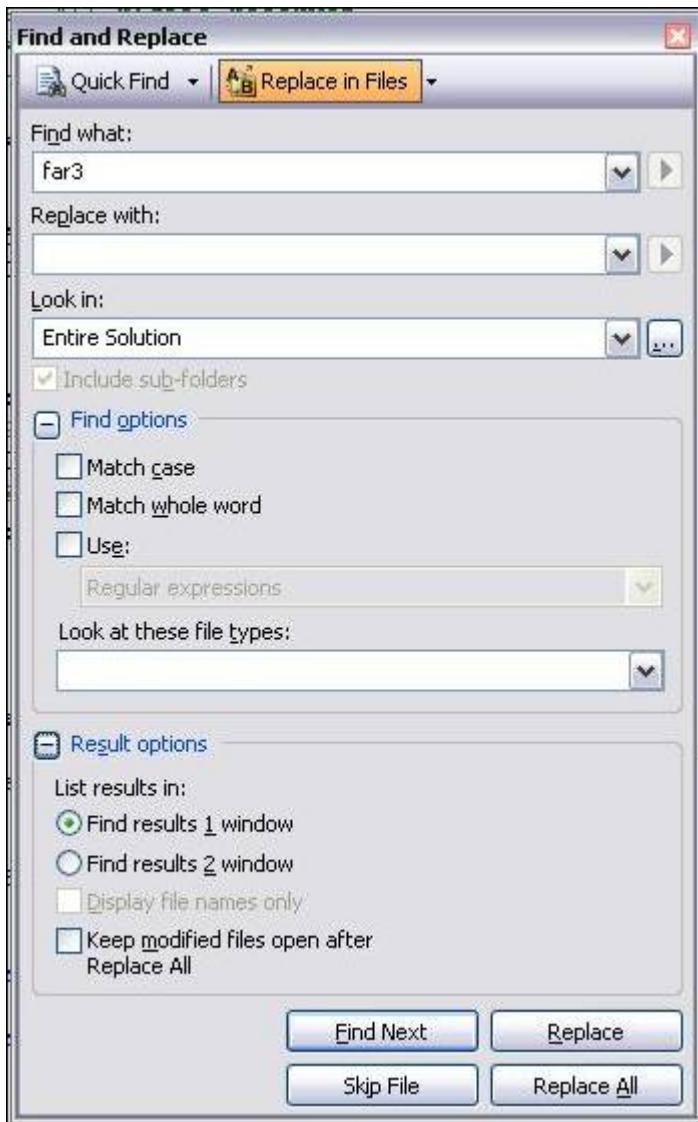 Find and Replace
Quick Find Replace in Files
Find what:
far3
Replace with:
Look in:
Entire Solution
...
Include sub-folders
Find options
Match case
Match whole word
Use:
Regular expressions
Look at these file types:
Result options
List results in:
Find results 1 window
Find results 2 window
Display file names only
Keep modified files open after
Replace All
Find Next Replace
Skip File Replace All